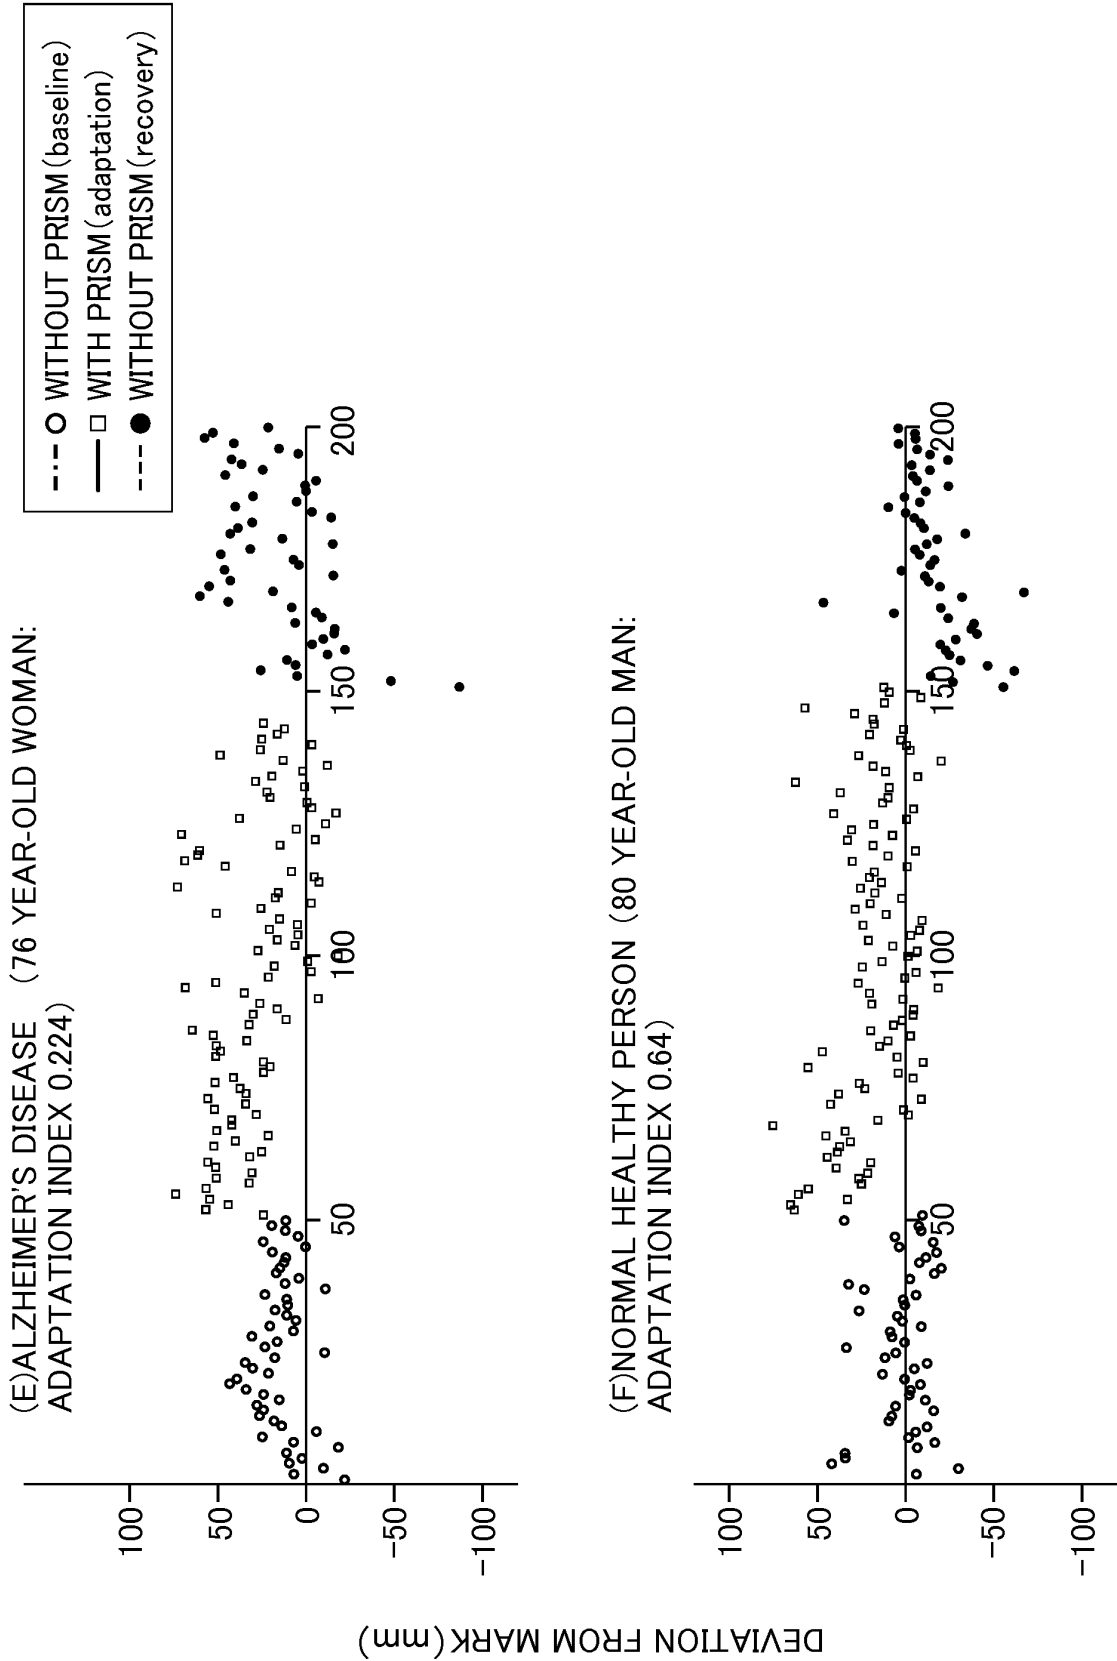 WITHOUT PRISM(baseline)
WITH PRISM(adaptation)
WITHOUT PRISM(recovery)
(E)ALZHEIMER'S DISEASE (76 YEAR-OLD WOMAN:
ADAPTATION INDEX 0.224)
100
50
0
-50
-100
50
100
150
200
(F)NORMAL HEALTHY PERSON (80 YEAR-OLD MAN:
ADAPTATION INDEX 0.64)
100
50
0
-50
-100
50
100
150
200
DEVIATION FROM MARK(mm)